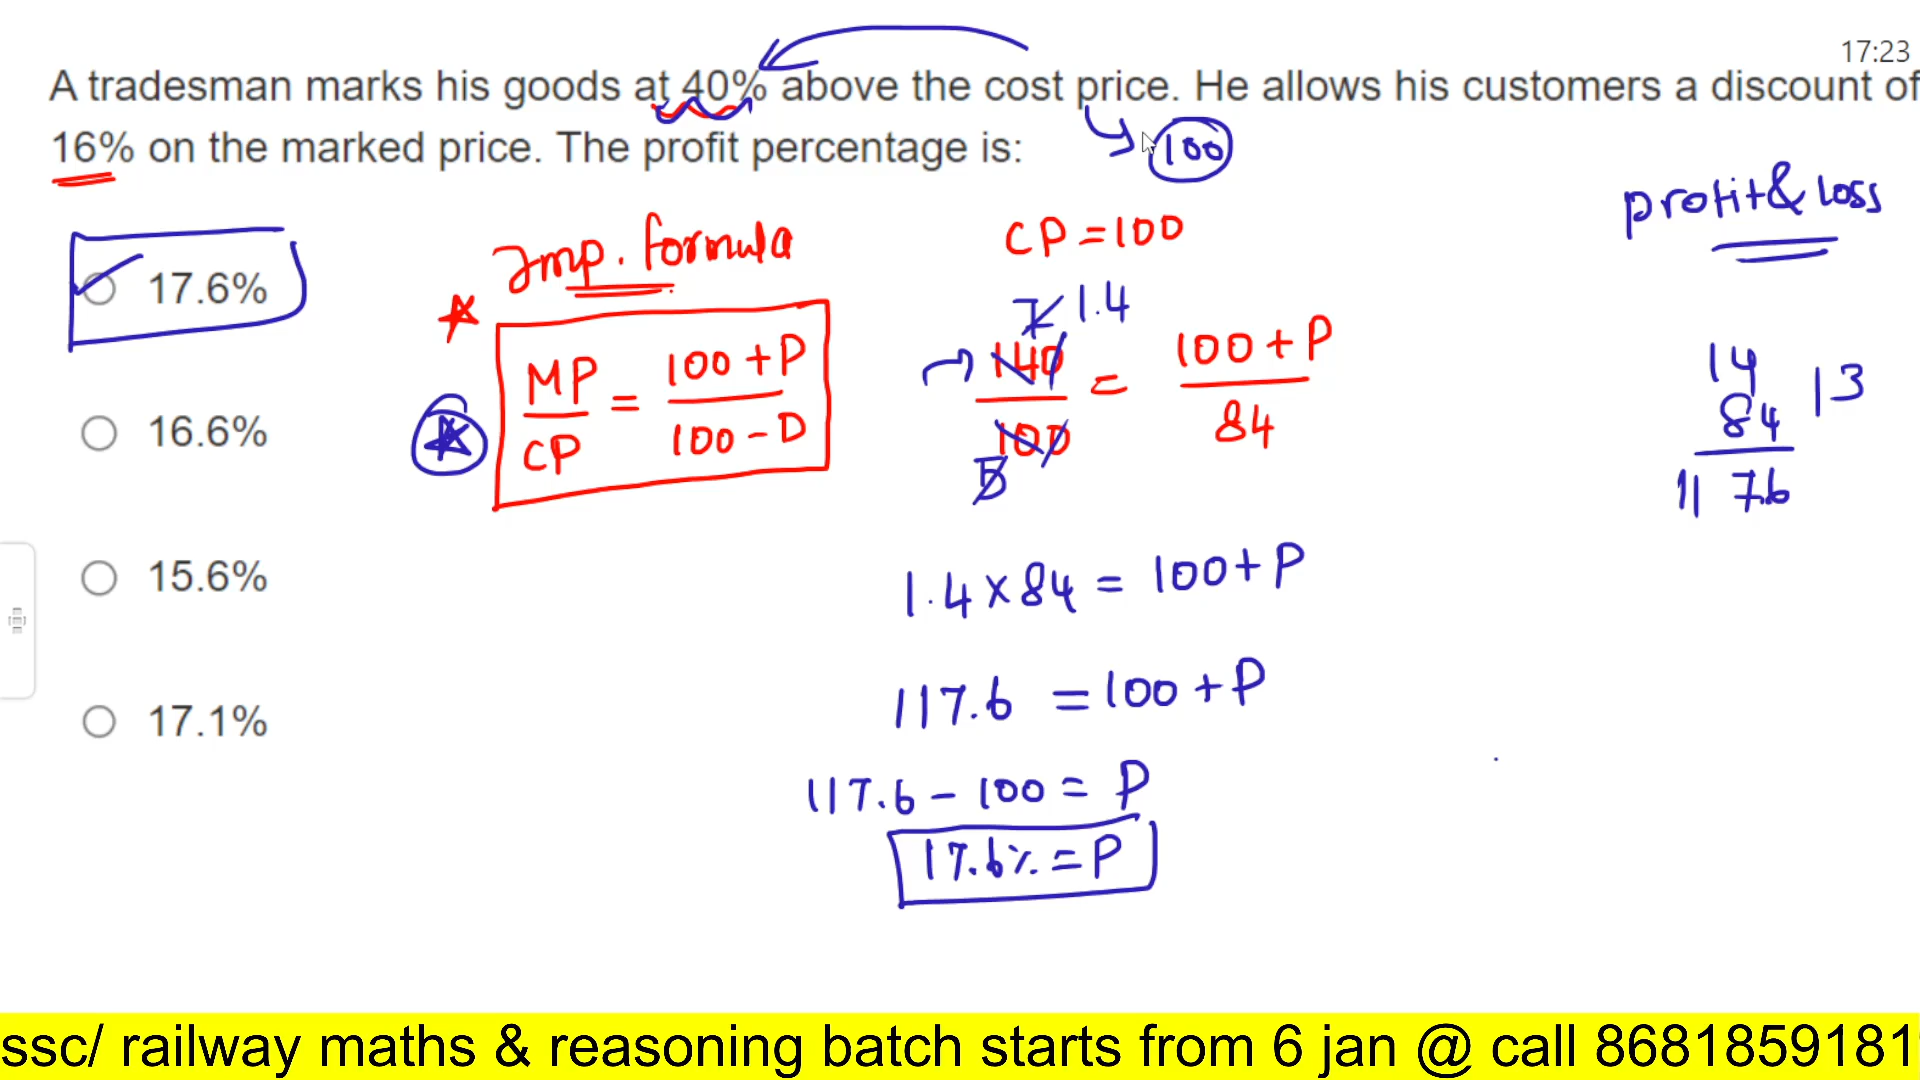 17:23
A tradesman marks his goods at 40% above the cost price. He allows his customers a discount of
16% on the marked price. The profit percentage is:
100
profit & loss
17.6%
16.6%
15.6%
17.1%
Imp. formula
MP/CP = 100 + P/100 - D
CP = 100
7 1.4
140/100 = 100 + P/84
5
1.4 × 84 = 100 + P
117.6 = 100 + P
117.6 - 100 = P
17.6% = P
14
84
13
1176
ssc/ railway maths & reasoning batch starts from 6 jan @ call 868185918